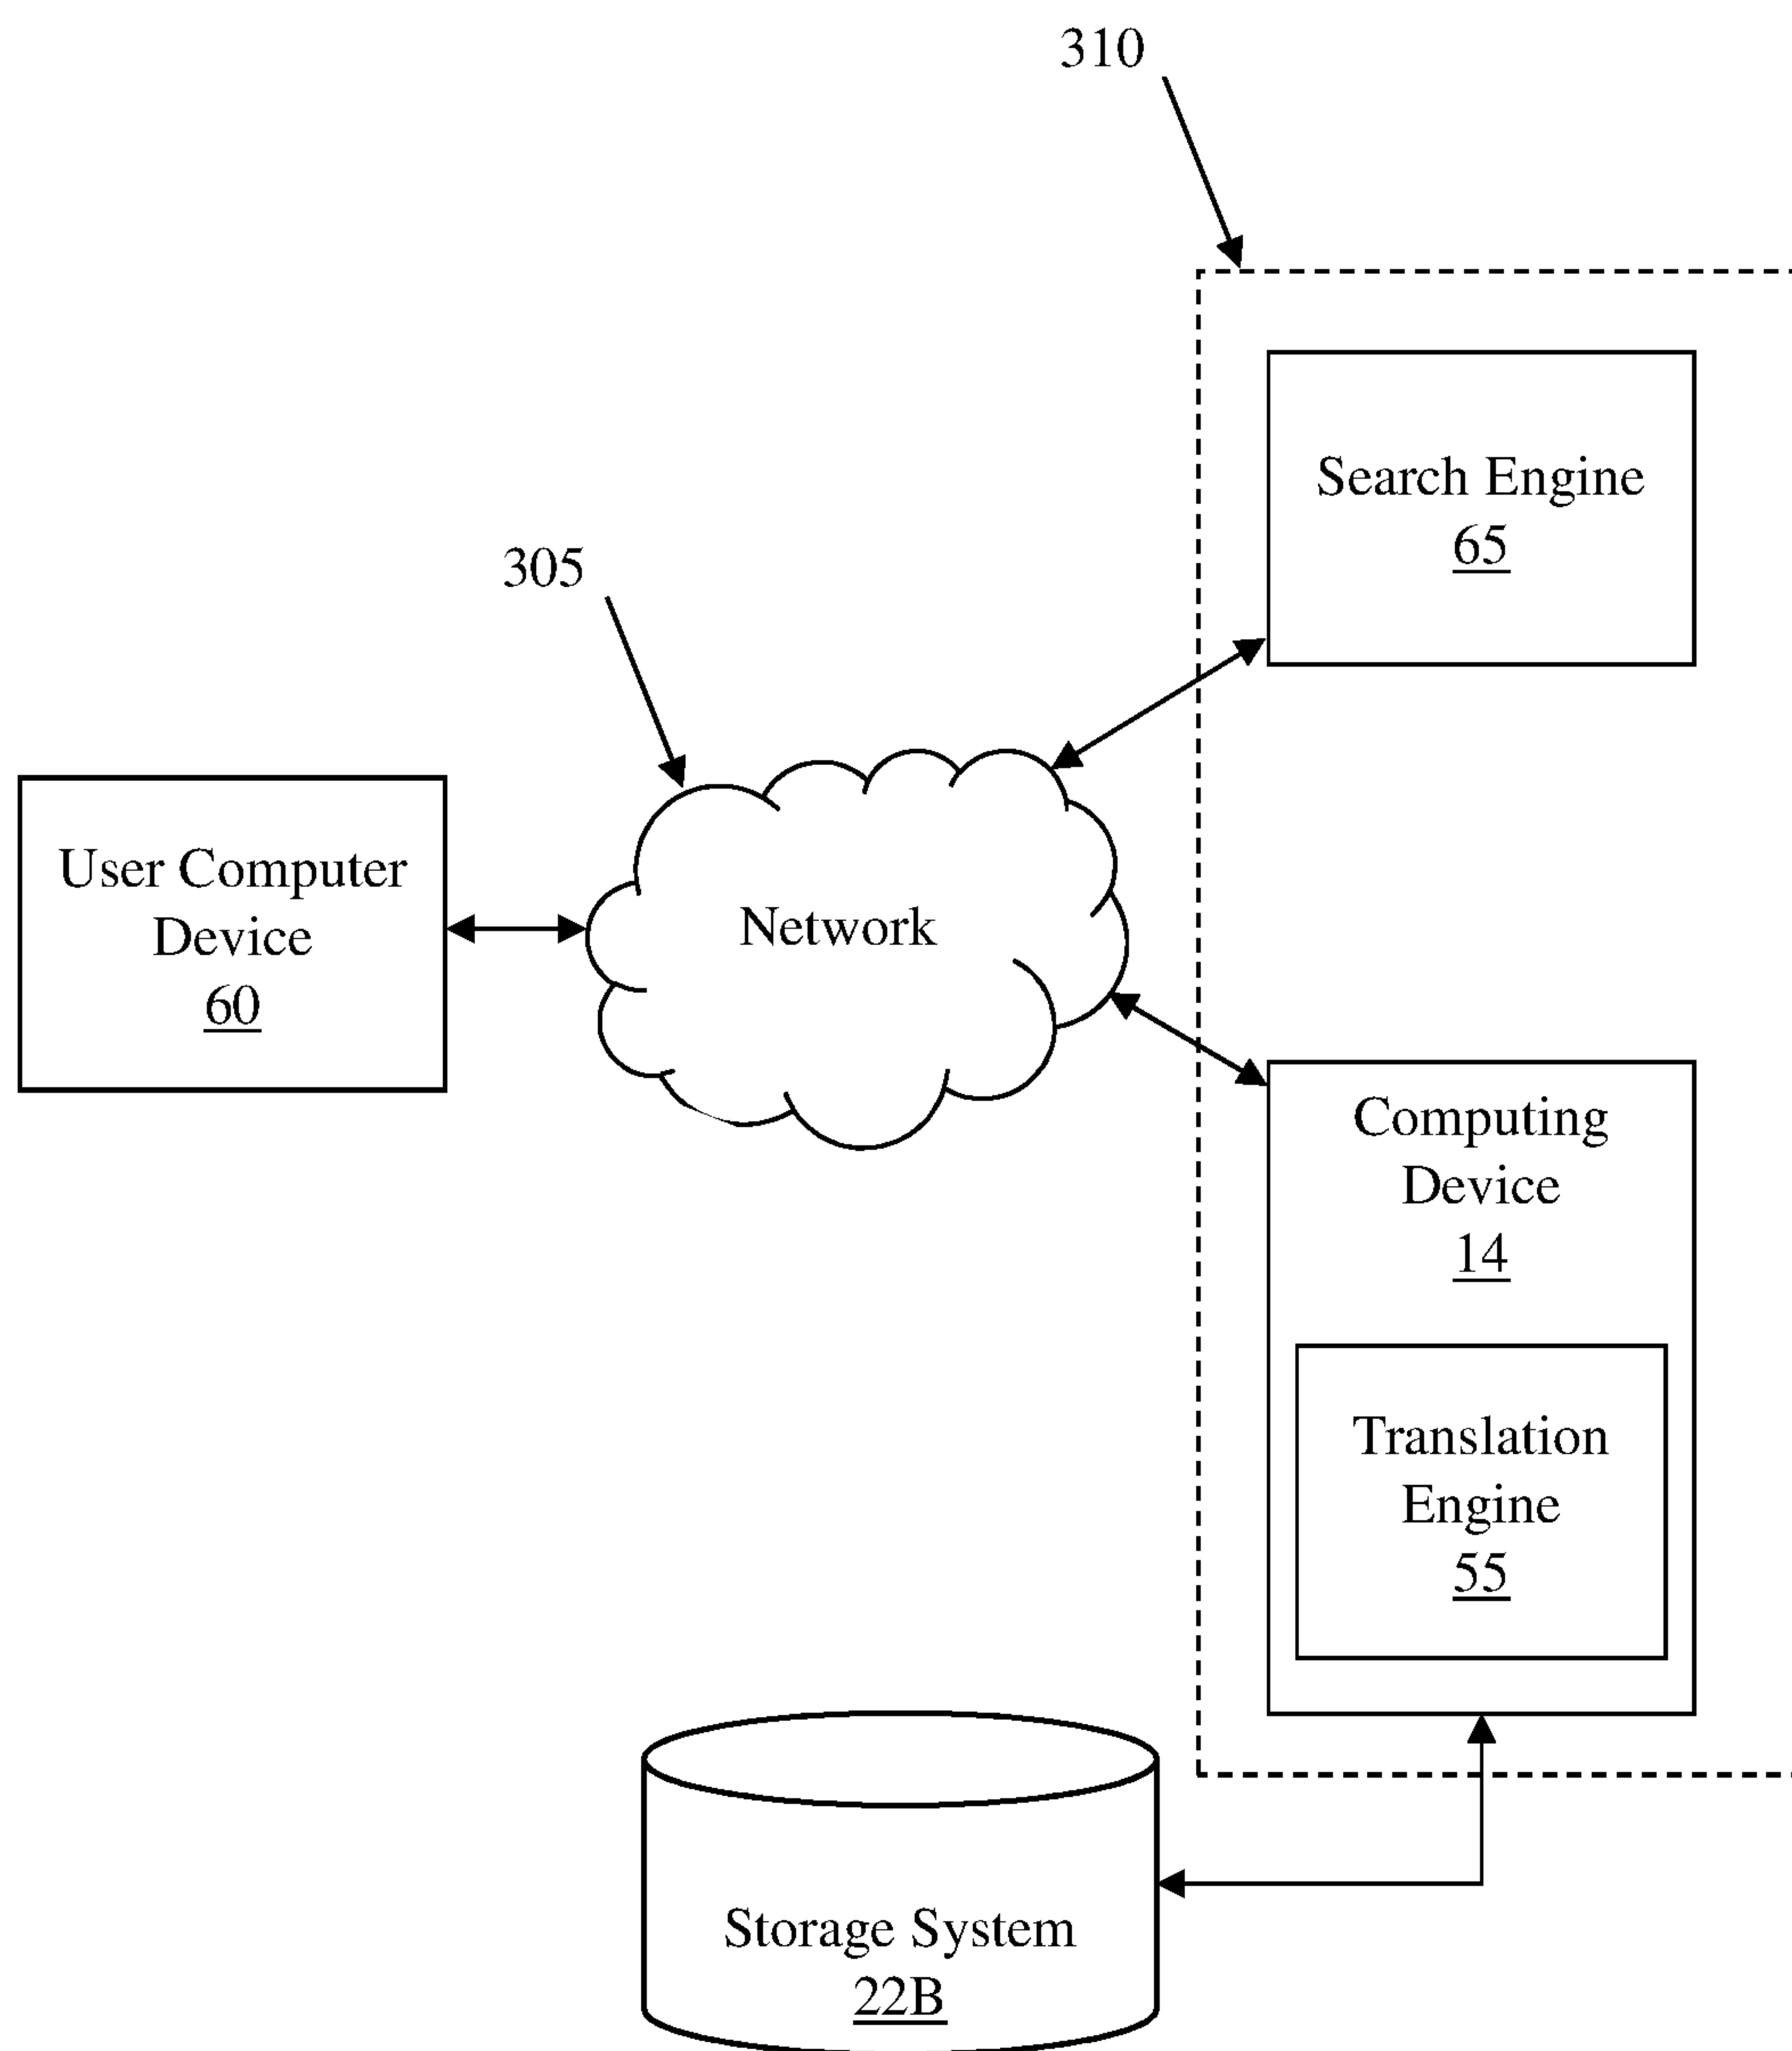 310
Search Engine
65
305
User Computer
Device
60
Network
Computing
Device
14
Translation
Engine
55
Storage System
22B